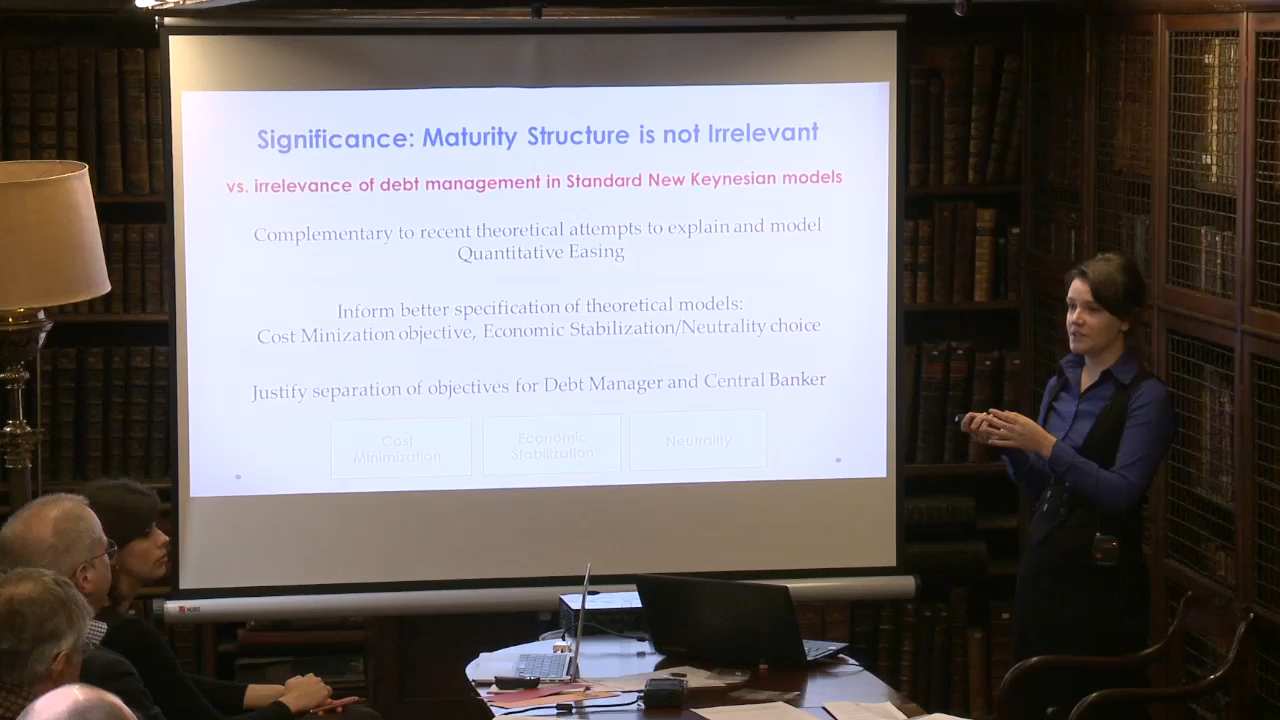 Significance: Maturity Structure is not Irrelevant
vs. irrelevance of debt management in Standard New Keynesian models
Complementary to recent theoretical attempts to explain and model
Quantitative Easing
Inform better specification of theoretical models:
Cost Minization objective, Economic Stabilization/Neutrality choice
Justify separation of objectives for Debt Manager and Central Banker
Cost
Minimization
Economic
Stabilization
Neutrality